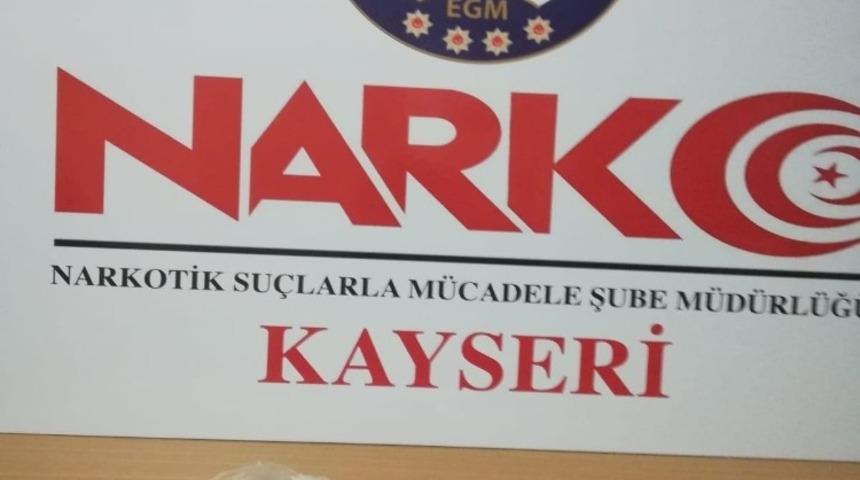 EGM
NARKO
NARKOTİK SUÇLARLA MÜCADELE ŞUBE MÜDÜRLÜĞÜ
KAYSERİ